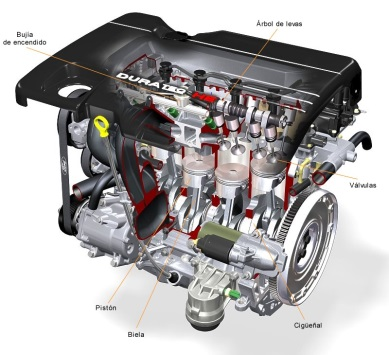 Árbol de levas
Bujía
de encendido
DURATEC
Válvulas
Pistón
Cigüeñal
Biela